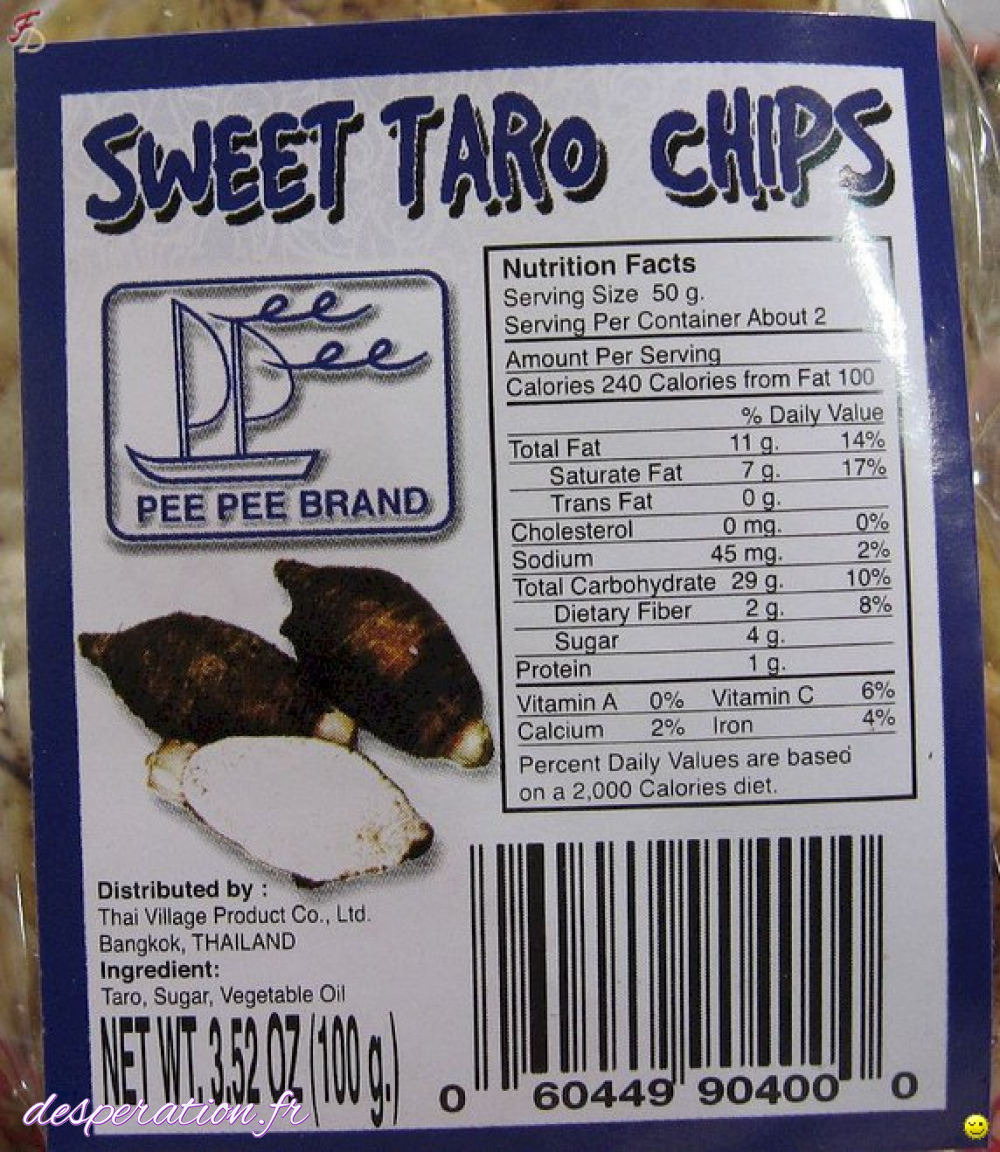 FD
SWEET TARO CHIPS
Pee
Pee
PEE PEE BRAND
Nutrition Facts
Serving Size 50 g.
Serving Per Container About 2
Amount Per Serving
Calories 240 Calories from Fat 100
% Daily Value
Total Fat 11 g. 14%
Saturate Fat 7 g. 17%
Trans Fat 0 g.
Cholesterol 0 mg. 0%
Sodium 45 mg. 2%
Total Carbohydrate 29 g. 10%
Dietary Fiber 2 g. 8%
Sugar 4 g.
Protein 1 g.
Vitamin A 0% Vitamin C 6%
Calcium 2% Iron 4%
Percent Daily Values are based
on a 2,000 Calories diet.
Distributed by :
Thai Village Product Co., Ltd.
Bangkok, THAILAND
Ingredient:
Taro, Sugar, Vegetable Oil
NET WT. 3.52 OZ (100 g.)
0 60449 90400 0
desperation.fr